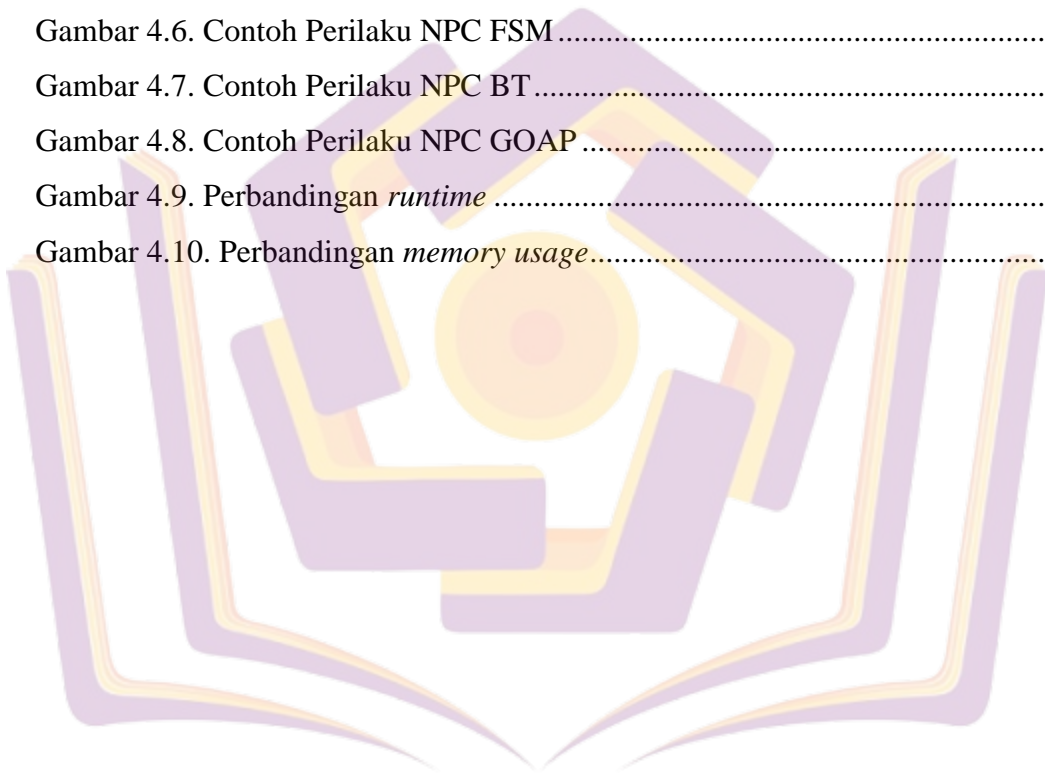 Gambar 4.6. Contoh Perilaku NPC FSM..........................................................................
Gambar 4.7. Contoh Perilaku NPC BT.............................................................................
Gambar 4.8. Contoh Perilaku NPC GOAP.......................................................................
Gambar 4.9. Perbandingan runtime..................................................................................
Gambar 4.10. Perbandingan memory usage.....................................................................